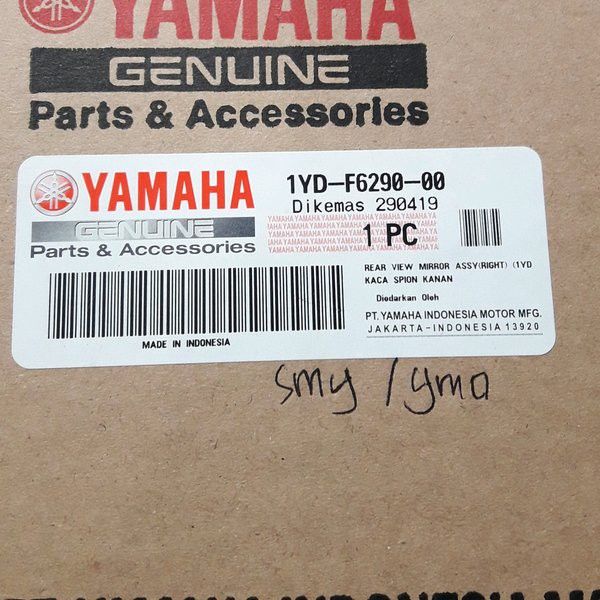 YAMAHA
GENUINE
Parts & Accessories
YAMAHA
GENUINE
Parts & Accessories
MADE IN INDONESIA
1YD-F6290-00
Dikemas 290419
1 PC
REAR VIEW MIRROR ASSY(RIGHT) (1YD
KACA SPION KANAN
Diedarkan Oleh
PT. YAMAHA INDONESIA MOTOR MFG.
JAKARTA-INDONESIA 13920
smy / yma
YAMAHA INDONESIA